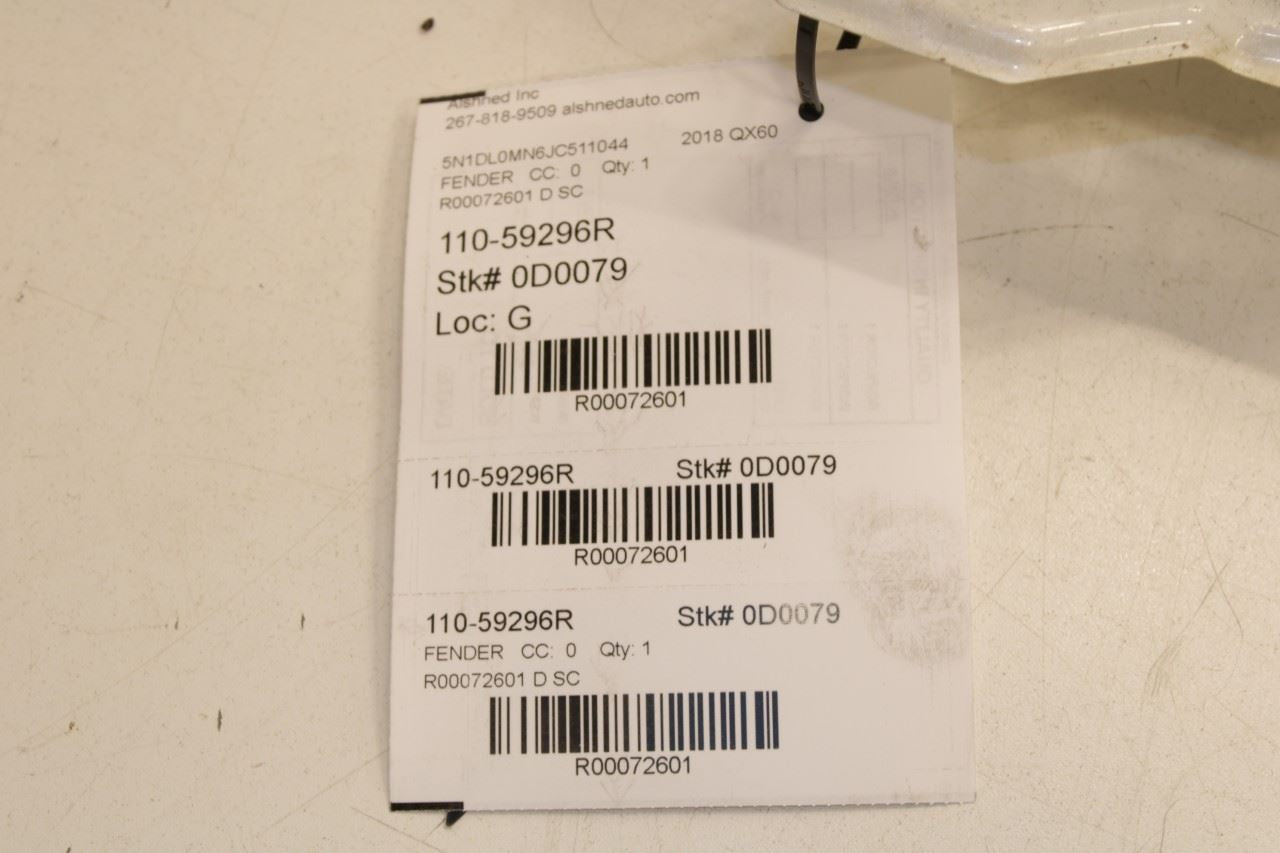 Alshned Inc
267-818-9509 alshnedauto.com
5N1DL0MN6JC511044 2018 QX60
FENDER CC: 0 Qty: 1
R00072601 D SC
110-59296R
Stk# 0D0079
Loc: G
R00072601
110-59296R Stk# 0D0079
R00072601
110-59296R Stk# 0D0079
FENDER CC: 0 Qty: 1
R00072601 D SC
R00072601